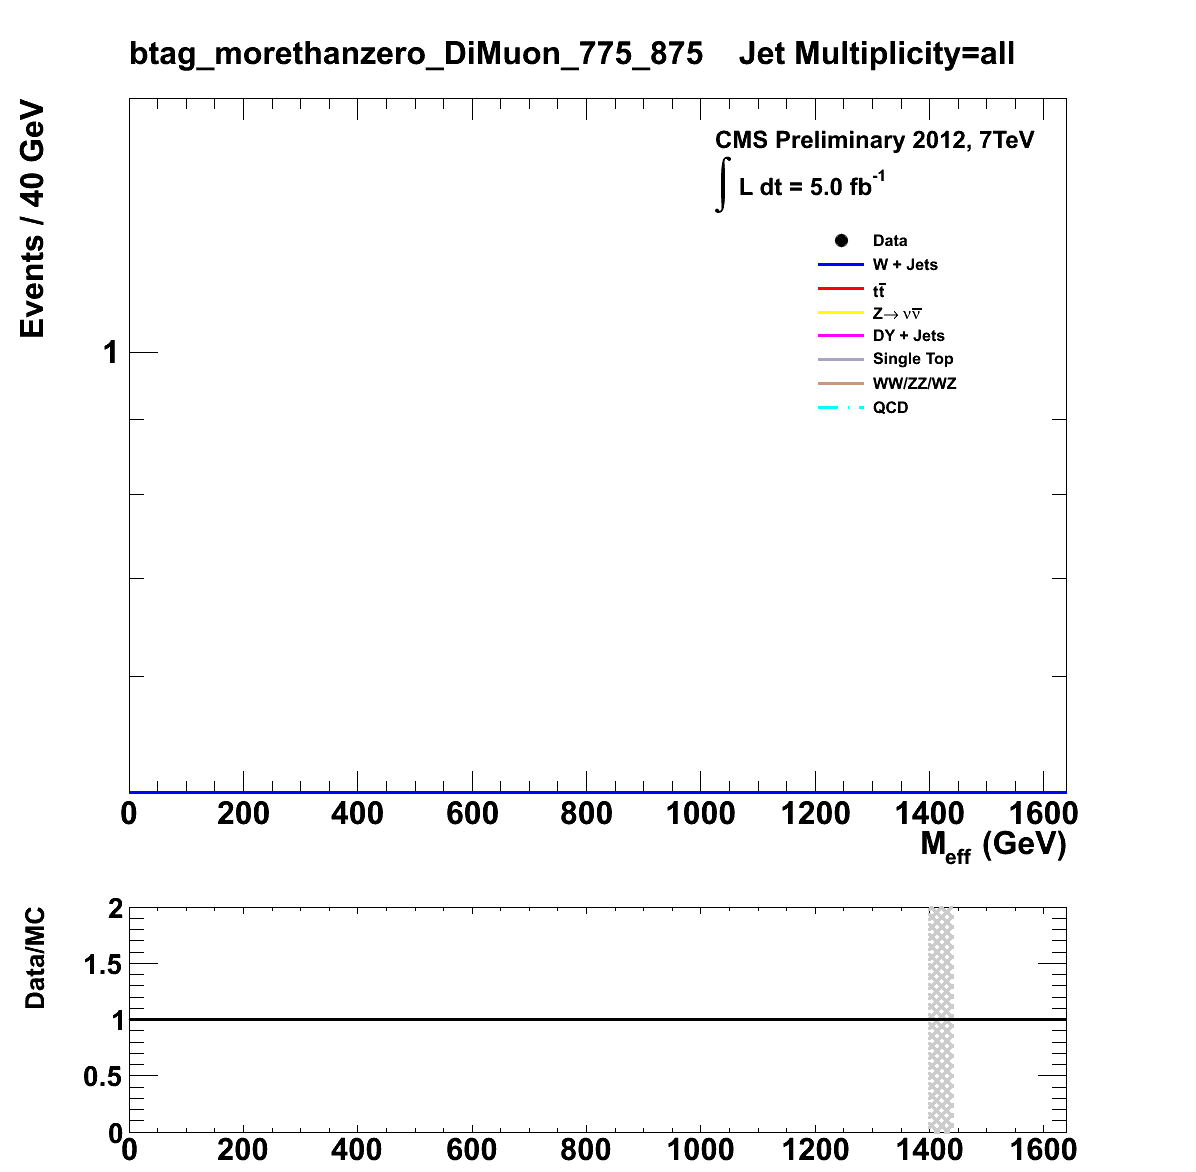 btag_morethanzero_DiMuon_775_875 Jet Multiplicity=all
Events / 40 GeV
CMS Preliminary 2012, 7TeV
∫ L dt = 5.0 fb⁻¹
Data
W + Jets
tt̅
Z→ νν̅
DY + Jets
Single Top
WW/ZZ/WZ
QCD
1
0 200 400 600 800 1000 1200 1400 1600
M_eff (GeV)
Data/MC
2
1.5
1
0.5
0
0 200 400 600 800 1000 1200 1400 1600